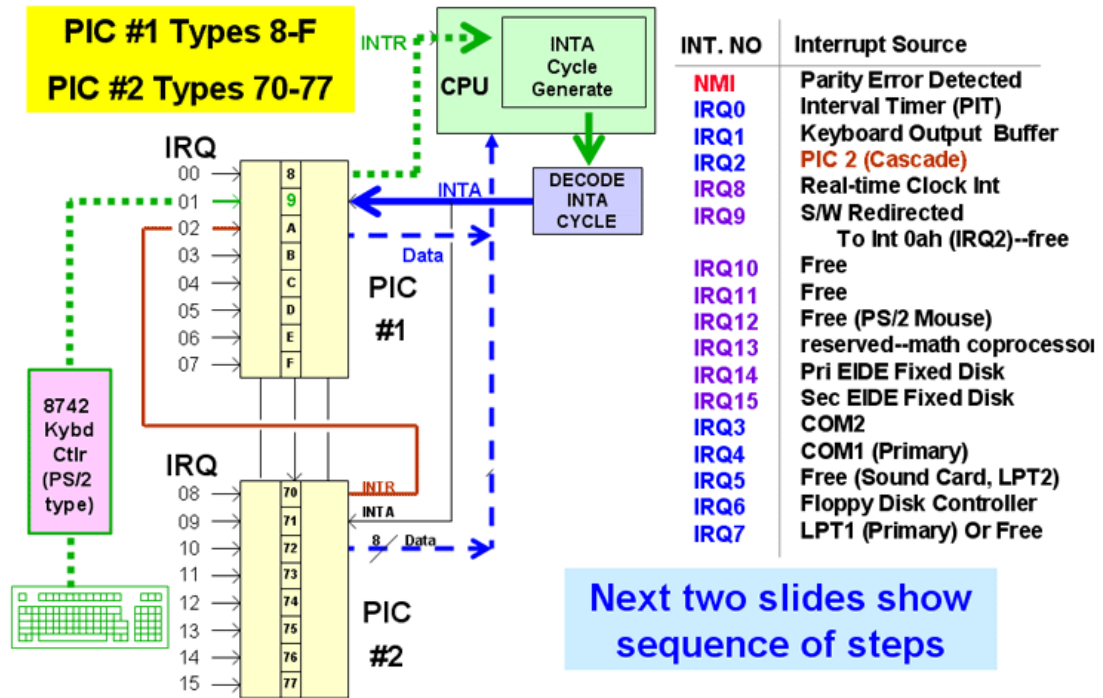 PIC #1 Types 8-F
PIC #2 Types 70-77
INTR
CPU
INTA
Cycle
Generate
DECODE
INTA
CYCLE
INTA
Data
IRQ
00
01
02
03
04
05
06
07
8
9
A
B
C
D
E
F
PIC
#1
8742
Kybd
Ctlr
(PS/2
type)
IRQ
08
09
10
11
12
13
14
15
70
71
72
73
74
75
76
77
INTR
INTA
8 Data
PIC
#2
INT. NO Interrupt Source
NMI Parity Error Detected
IRQ0 Interval Timer (PIT)
IRQ1 Keyboard Output Buffer
IRQ2 PIC 2 (Cascade)
IRQ8 Real-time Clock Int
IRQ9 S/W Redirected
To Int 0ah (IRQ2)--free
IRQ10 Free
IRQ11 Free
IRQ12 Free (PS/2 Mouse)
IRQ13 reserved--math coprocessor
IRQ14 Pri EIDE Fixed Disk
IRQ15 Sec EIDE Fixed Disk
IRQ3 COM2
IRQ4 COM1 (Primary)
IRQ5 Free (Sound Card, LPT2)
IRQ6 Floppy Disk Controller
IRQ7 LPT1 (Primary) Or Free
Next two slides show
sequence of steps